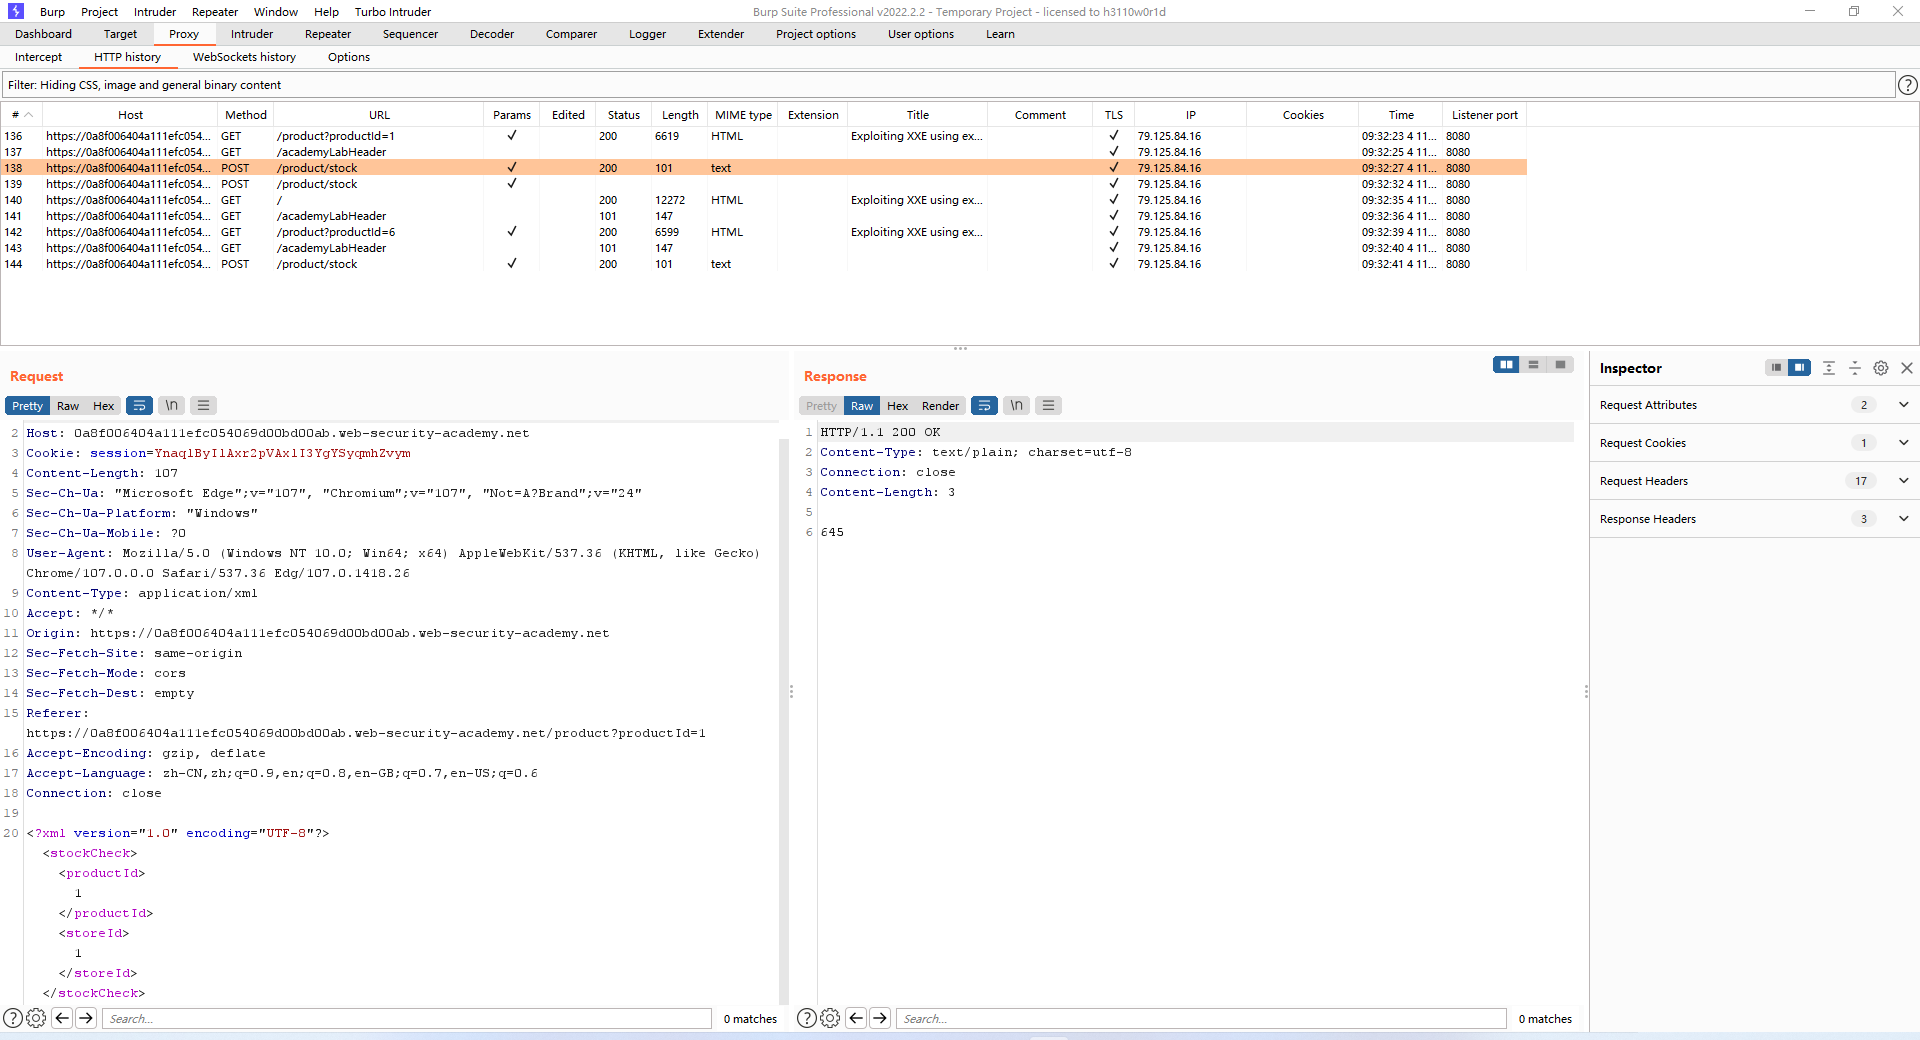 Burp Project Intruder Repeater Window Help Turbo Intruder Burp Suite Professional v2022.2.2 - Temporary Project - licensed to h3110w0r1d
Dashboard Target Proxy Intruder Repeater Sequencer Decoder Comparer Logger Extender Project options User options Learn
Intercept HTTP history WebSockets history Options
Filter: Hiding CSS, image and general binary content ?
# Host Method URL Params Edited Status Length MIME type Extension Title Comment TLS IP Cookies Time Listener port
136 https://0a8f006404a111efc054... GET /product?productId=1 ✓ 200 6619 HTML Exploiting XXE using ex... ✓ 79.125.84.16 09:32:23 4 11... 8080
137 https://0a8f006404a111efc054... GET /academyLabHeader ✓ 79.125.84.16 09:32:25 4 11... 8080
138 https://0a8f006404a111efc054... POST /product/stock ✓ 200 101 text ✓ 79.125.84.16 09:32:27 4 11... 8080
139 https://0a8f006404a111efc054... POST /product/stock ✓ ✓ 79.125.84.16 09:32:32 4 11... 8080
140 https://0a8f006404a111efc054... GET / 200 12272 HTML Exploiting XXE using ex... ✓ 79.125.84.16 09:32:35 4 11... 8080
141 https://0a8f006404a111efc054... GET /academyLabHeader 101 147 ✓ 79.125.84.16 09:32:36 4 11... 8080
142 https://0a8f006404a111efc054... GET /product?productId=6 ✓ 200 6599 HTML Exploiting XXE using ex... ✓ 79.125.84.16 09:32:39 4 11... 8080
143 https://0a8f006404a111efc054... GET /academyLabHeader 101 147 ✓ 79.125.84.16 09:32:40 4 11... 8080
144 https://0a8f006404a111efc054... POST /product/stock ✓ 200 101 text ✓ 79.125.84.16 09:32:41 4 11... 8080
Request
Pretty Raw Hex \n
2 Host: 0a8f006404a111efc054069d00bd00ab.web-security-academy.net
3 Cookie: session=YnaqlByIlAxr2pVAxlI3YgYSyqmhZvym
4 Content-Length: 107
5 Sec-Ch-Ua: "Microsoft Edge";v="107", "Chromium";v="107", "Not=A?Brand";v="24"
6 Sec-Ch-Ua-Platform: "Windows"
7 Sec-Ch-Ua-Mobile: ?0
8 User-Agent: Mozilla/5.0 (Windows NT 10.0; Win64; x64) AppleWebKit/537.36 (KHTML, like Gecko)
Chrome/107.0.0.0 Safari/537.36 Edg/107.0.1418.26
9 Content-Type: application/xml
10 Accept: */*
11 Origin: https://0a8f006404a111efc054069d00bd00ab.web-security-academy.net
12 Sec-Fetch-Site: same-origin
13 Sec-Fetch-Mode: cors
14 Sec-Fetch-Dest: empty
15 Referer:
https://0a8f006404a111efc054069d00bd00ab.web-security-academy.net/product?productId=1
16 Accept-Encoding: gzip, deflate
17 Accept-Language: zh-CN,zh;q=0.9,en;q=0.8,en-GB;q=0.7,en-US;q=0.6
18 Connection: close
19
20 <?xml version="1.0" encoding="UTF-8"?>
<stockCheck>
<productId>
1
</productId>
<storeId>
1
</storeId>
</stockCheck>
? Search... 0 matches
Response
Pretty Raw Hex Render \n
1 HTTP/1.1 200 OK
2 Content-Type: text/plain; charset=utf-8
3 Connection: close
4 Content-Length: 3
5
6 645
? Search... 0 matches
Inspector
Request Attributes 2
Request Cookies 1
Request Headers 17
Response Headers 3